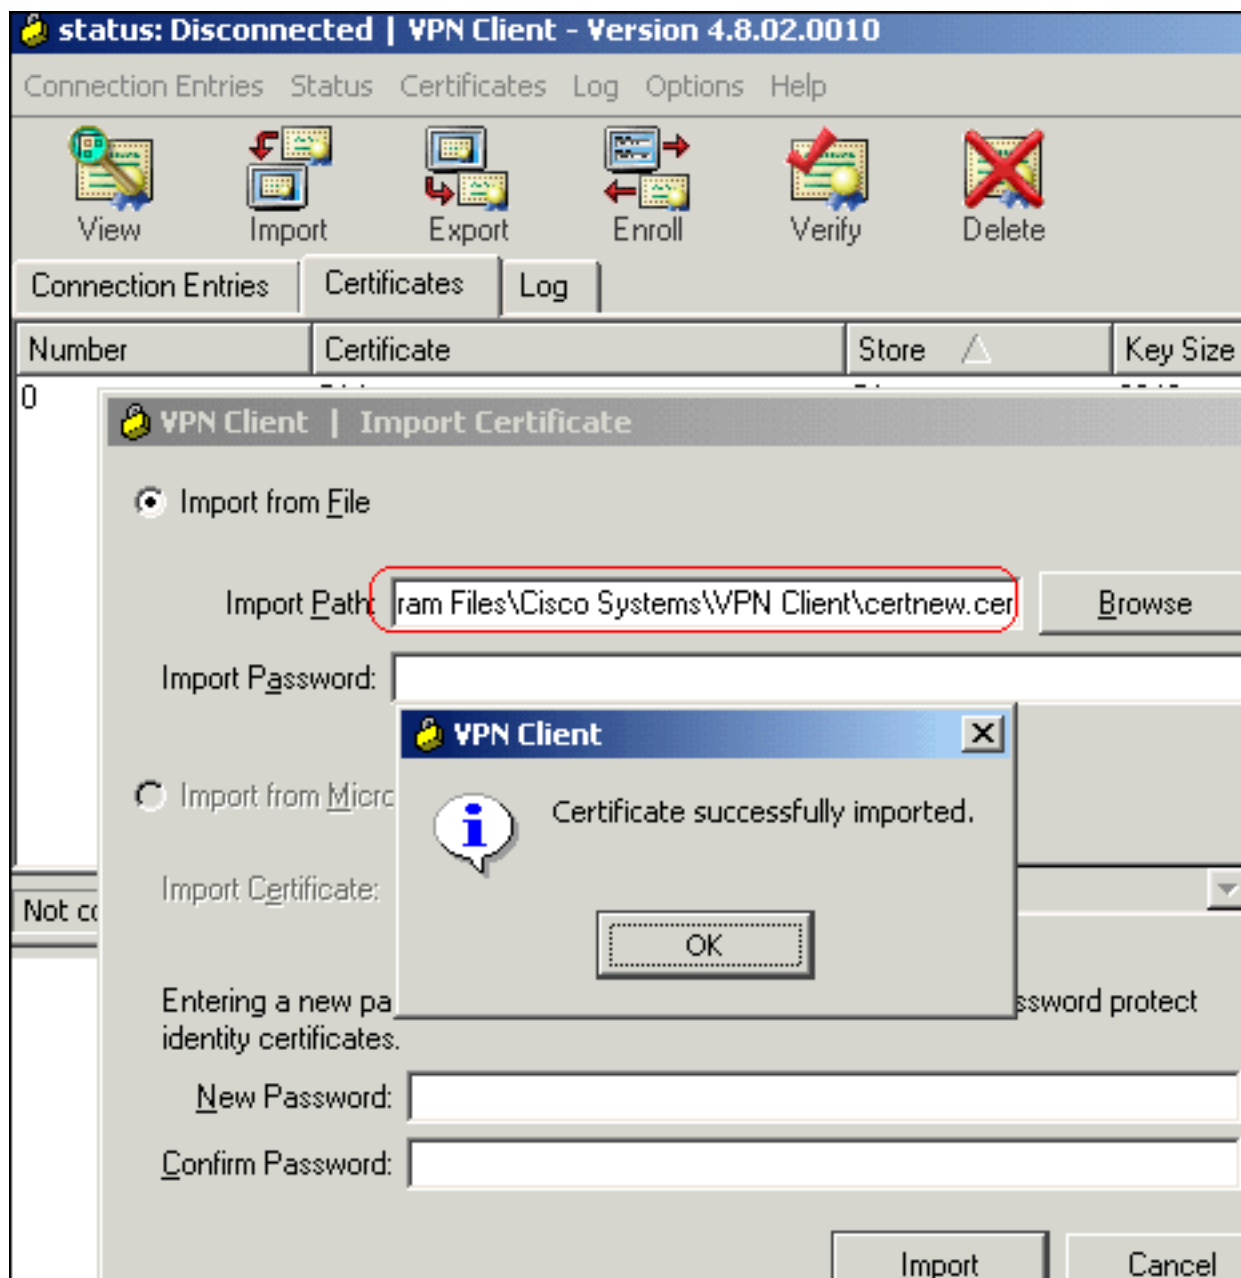 status: Disconnected | VPN Client - Version 4.8.02.0010
Connection Entries Status Certificates Log Options Help
View Import Export Enroll Verify Delete
Connection Entries Certificates Log
Number Certificate Store Key Size
0
VPN Client | Import Certificate
Import from File
Import Path: ram Files\Cisco Systems\VPN Client\certnew.cer Browse
Import Password:
VPN Client
Import from Micro
Certificate successfully imported.
Import Certificate:
Not co
OK
Entering a new pa ssword protect
identity certificates.
New Password:
Confirm Password:
Import Cancel